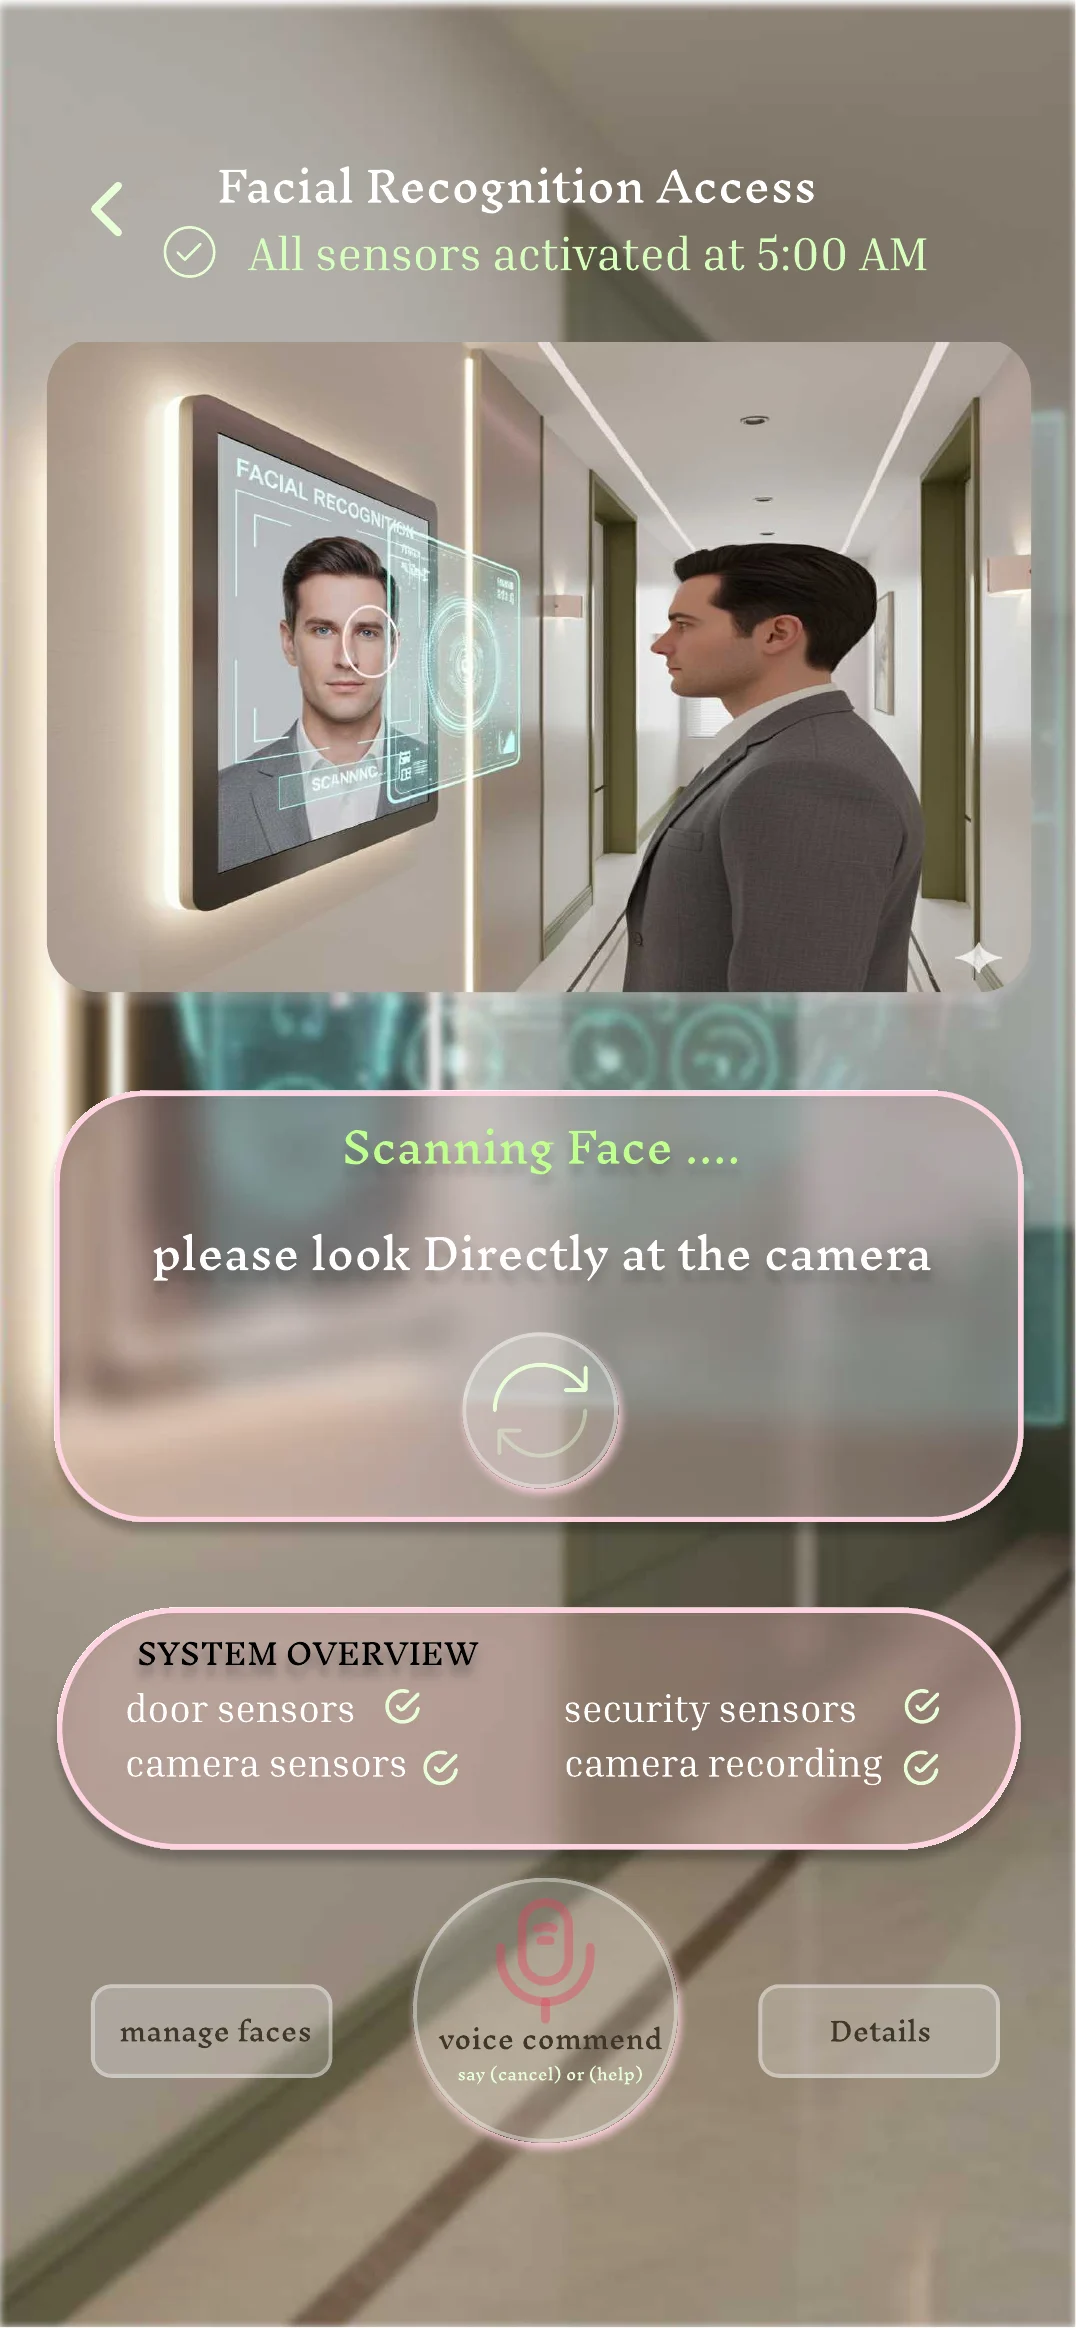 Facial Recognition Access
All sensors activated at 5:00 AM
FACIAL RECOGNITION
SCANNNG...
Scanning Face ....
please look Directly at the camera
SYSTEM OVERVIEW
door sensors security sensors
camera sensors camera recording
manage faces
voice commend
say (cancel) or (help)
Details